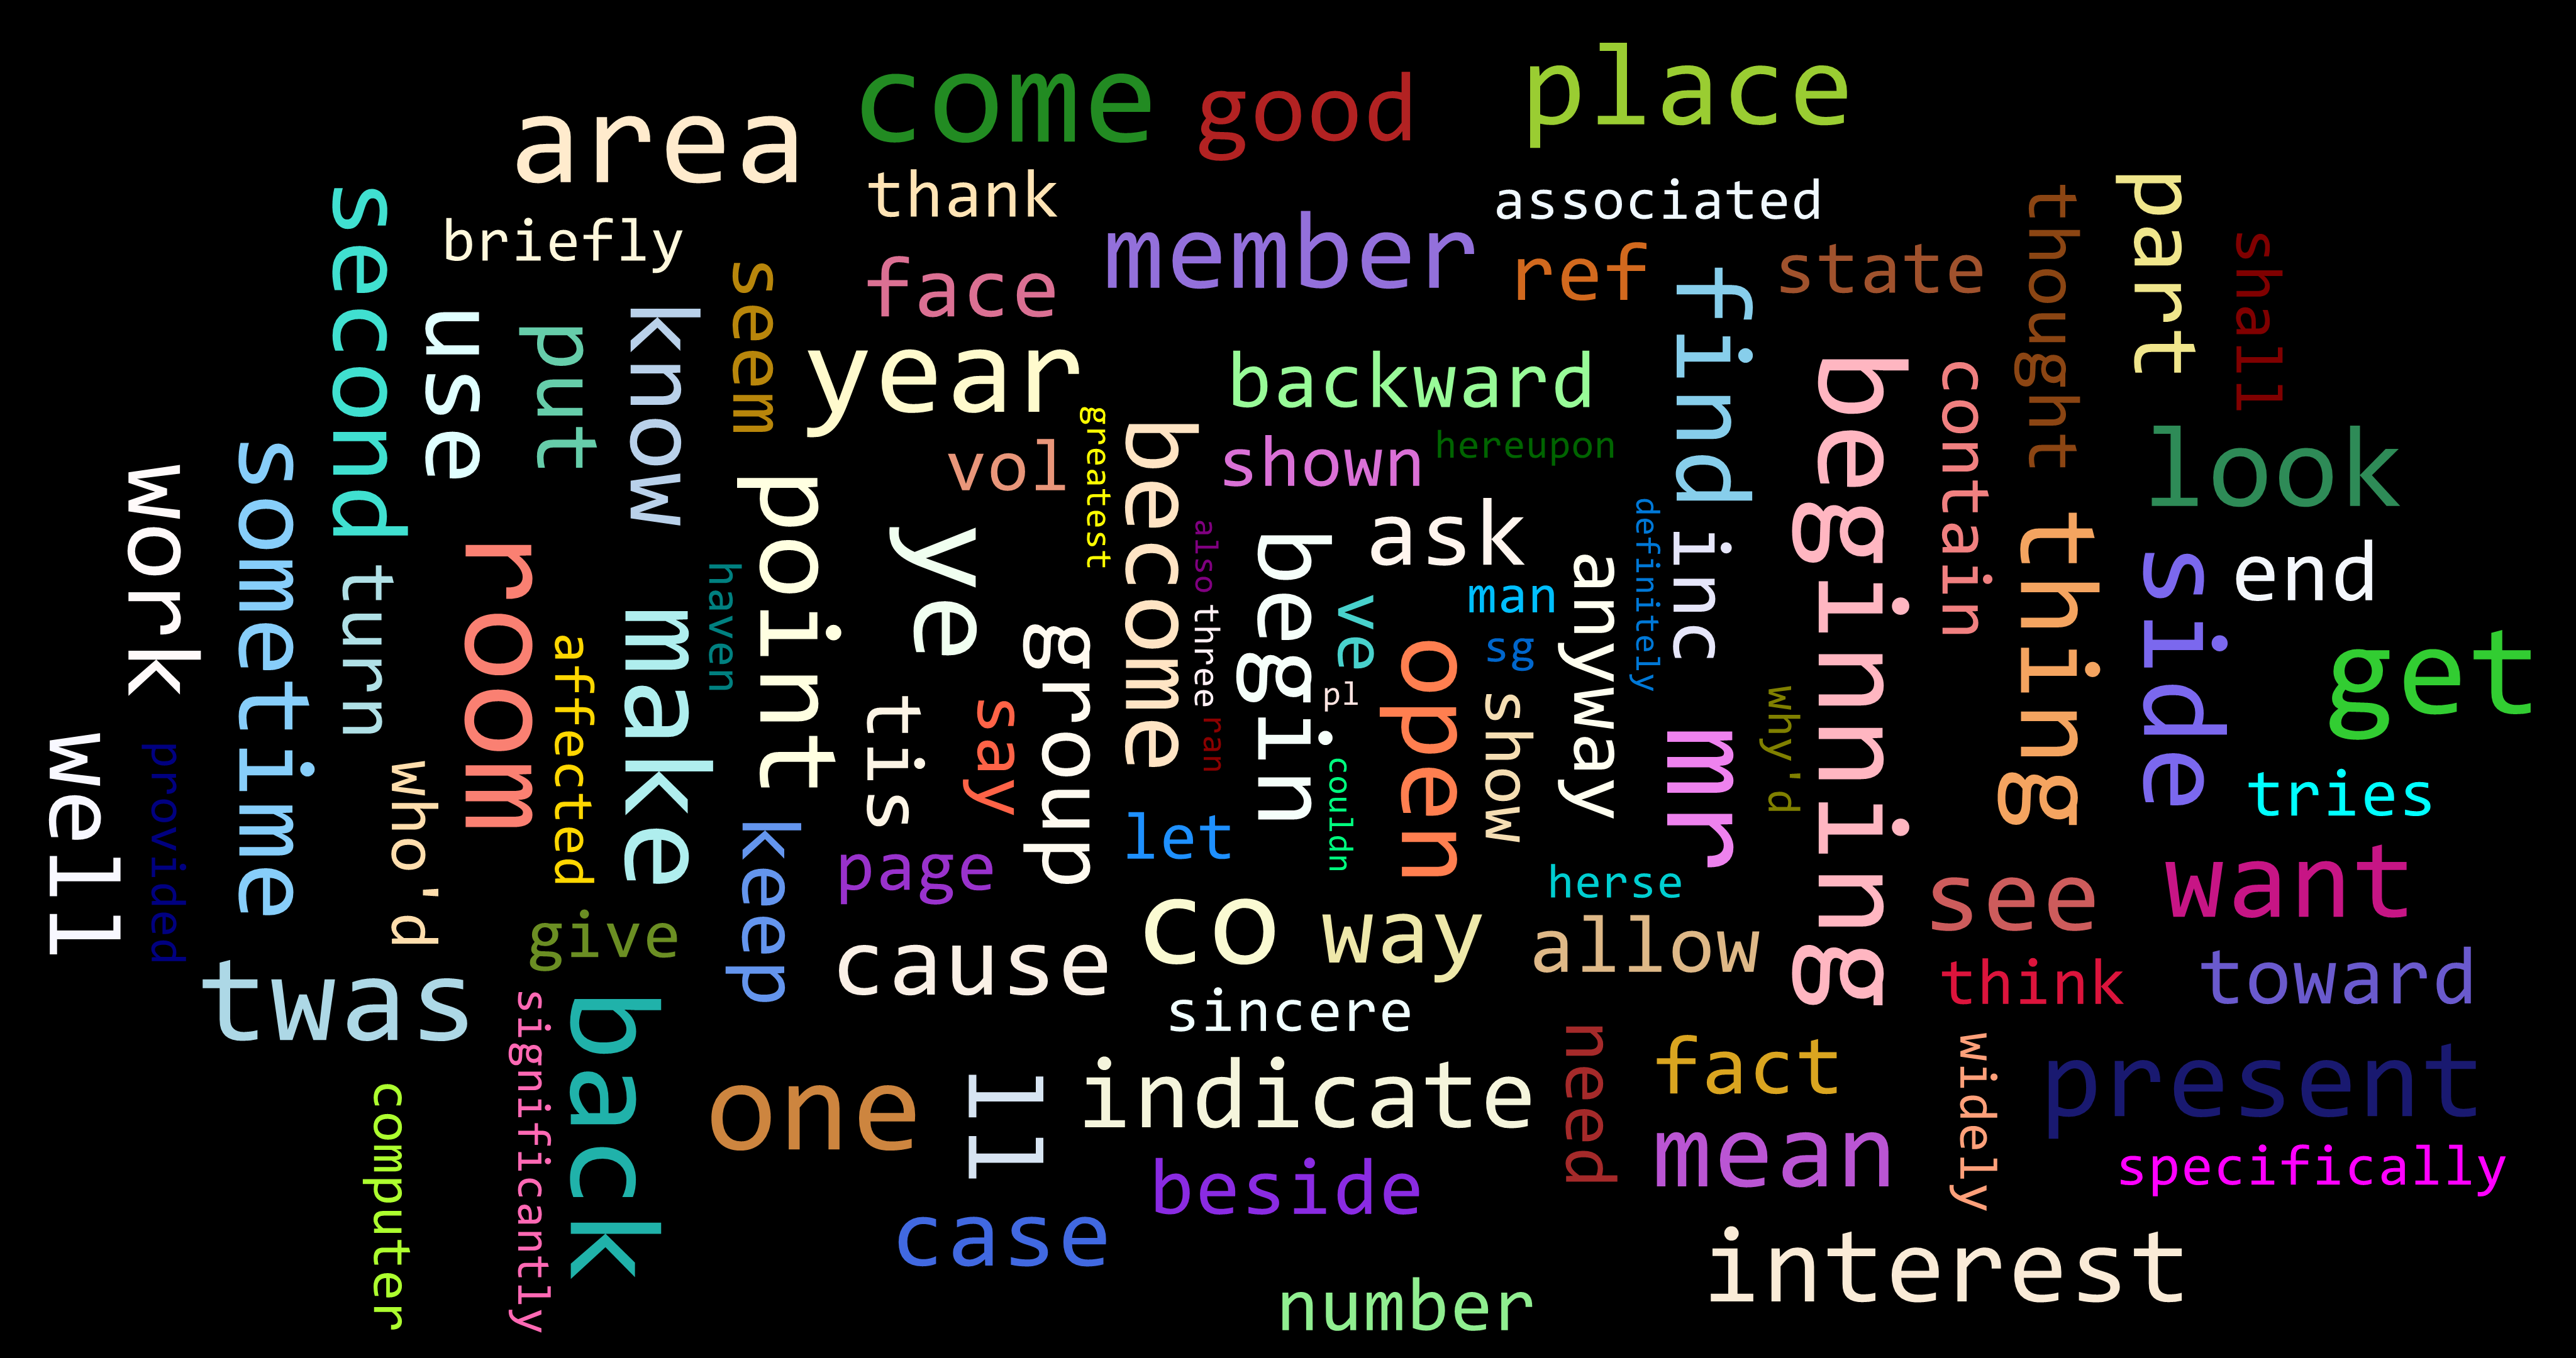 come
good
place
area
thank
associated
second
briefly
member
thought
part
shall
face
ref
state
seem
find
use
put
know
year
backward
beginning
contain
look
vol
greatest
become
shown
hereupon
work
sometime
point
ye
also
begin
ask
definitely
inc
thing
side
end
turn
room
haven
man
anyway
ve
sg
three
make
affected
group
open
get
pl
tis
say
show
why'd
ran
mr
well
provided
who'd
couldn
tries
keep
page
let
herse
see
want
give
cause
co
way
allow
twas
think
toward
significantly
back
sincere
need
fact
widely
present
computer
one
ll
indicate
mean
specifically
beside
case
interest
number